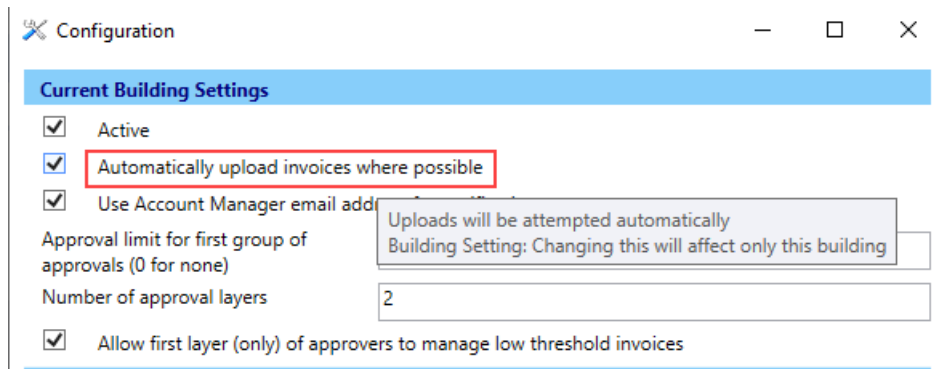 Configuration
Current Building Settings
Active
Automatically upload invoices where possible
Use Account Manager email
Uploads will be attempted automatically
Building Setting: Changing this will affect only this building
Approval limit for first group of
approvals (0 for none)
Number of approval layers
2
Allow first layer (only) of approvers to manage low threshold invoices